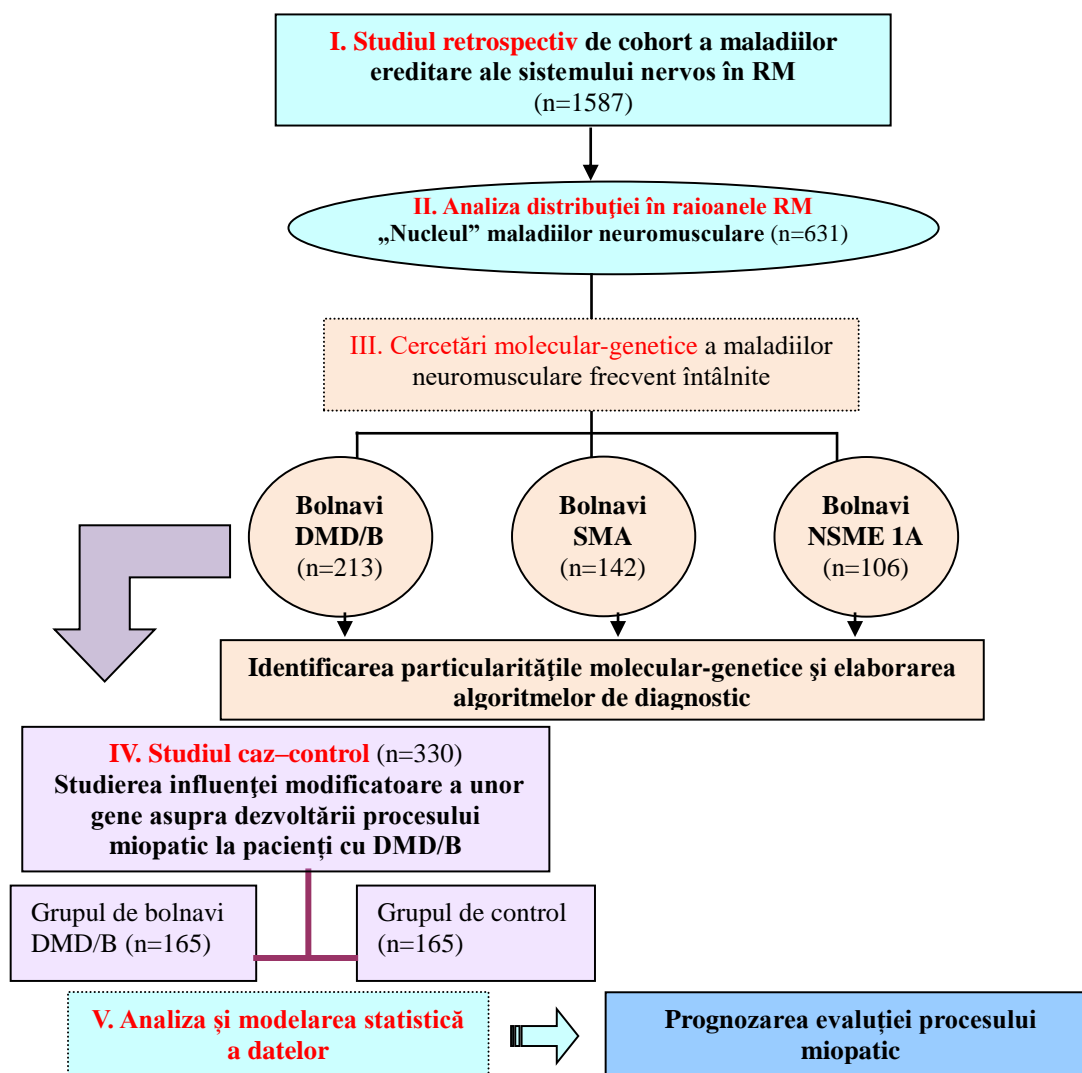 I. Studiul retrospectiv de cohort a maladiilor
ereditare ale sistemului nervos în RM
(n=1587)
II. Analiza distribuţiei în raioanele RM
„Nucleul” maladiilor neuromusculare (n=631)
III. Cercetări molecular-genetice a maladiilor
neuromusculare frecvent întâlnite
Bolnavi
DMD/B
(n=213)
Bolnavi
SMA
(n=142)
Bolnavi
NSME 1A
(n=106)
Identificarea particularităţile molecular-genetice şi elaborarea
algoritmelor de diagnostic
IV. Studiul caz–control (n=330)
Studierea influenţei modificatoare a unor
gene asupra dezvoltării procesului
miopatic la pacienți cu DMD/B
Grupul de bolnavi
DMD/B (n=165)
Grupul de control
(n=165)
V. Analiza și modelarea statistică
a datelor
Prognozarea evaluției procesului
miopatic